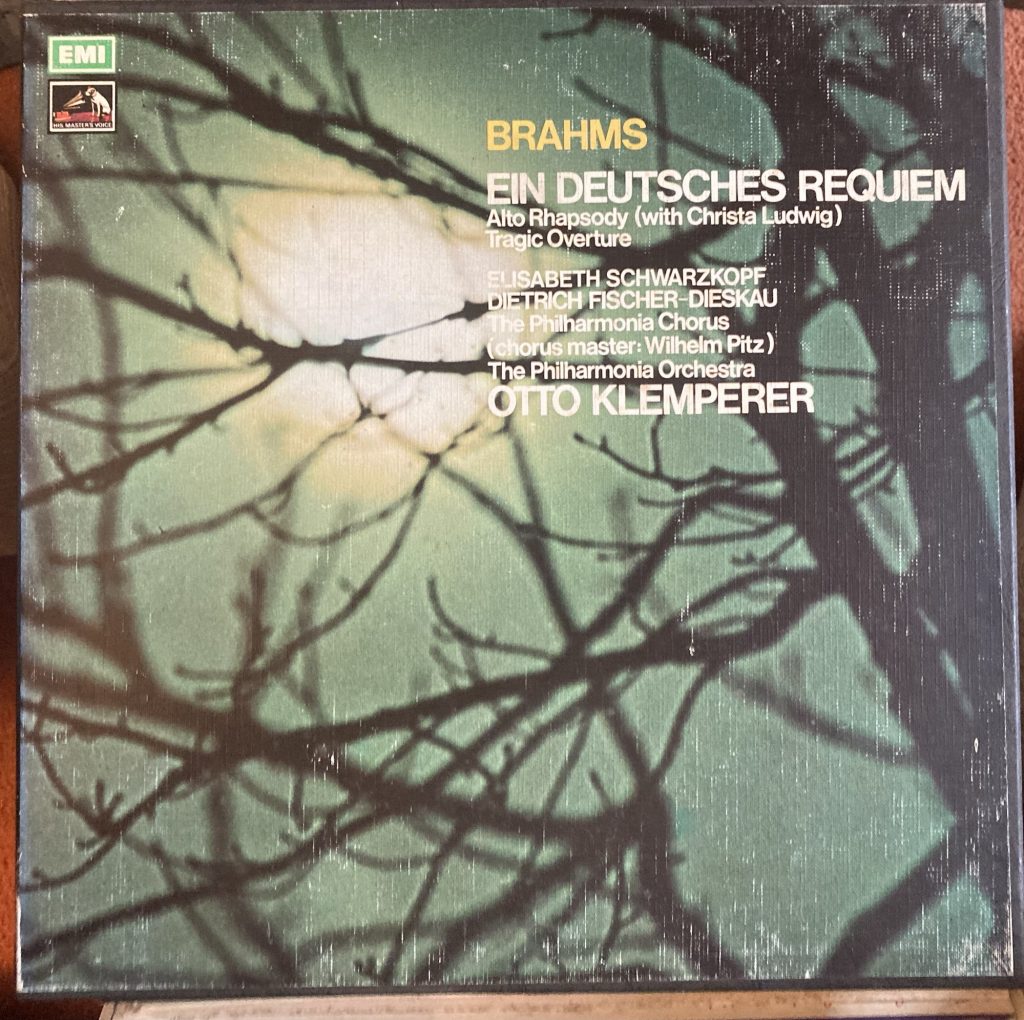 EMI
HIS MASTER'S VOICE
BRAHMS
EIN DEUTSCHES REQUIEM
Alto Rhapsody (with Christa Ludwig)
Tragic Overture
ELISABETH SCHWARZKOPF
DIETRICH FISCHER-DIESKAU
The Philharmonia Chorus
(chorus master: Wilhelm Pitz)
The Philharmonia Orchestra
OTTO KLEMPERER